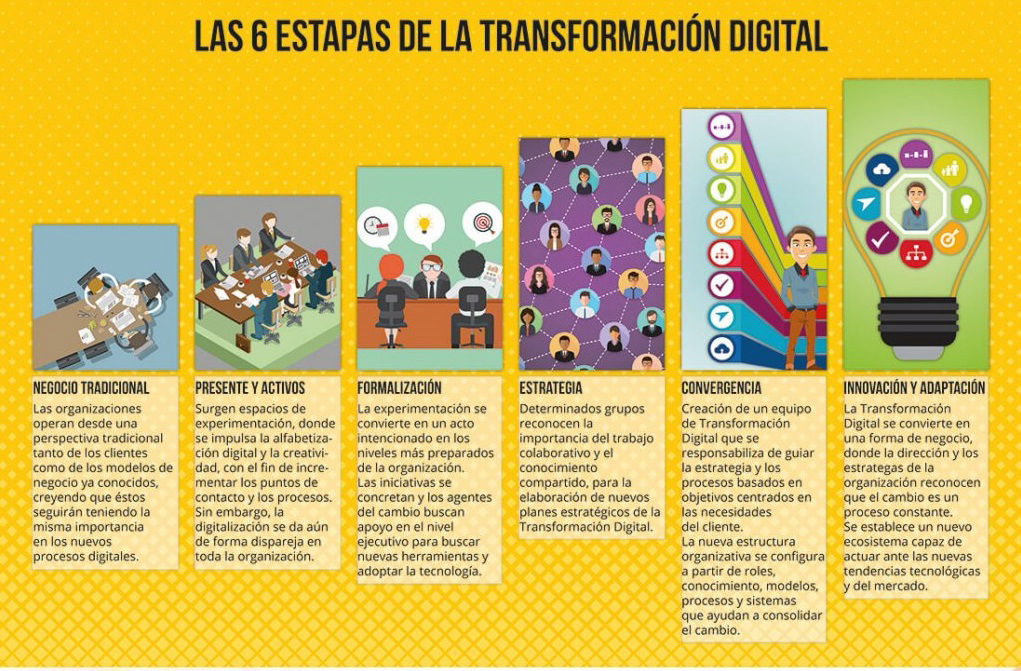 LAS 6 ESTAPAS DE LA TRANSFORMACIÓN DIGITAL
NEGOCIO TRADICIONAL
Las organizaciones
operan desde una
perspectiva tradicional
tanto de los clientes
como de los modelos de
negocio ya conocidos,
creyendo que éstos
seguirán teniendo la
misma importancia
en los nuevos
procesos digitales.
PRESENTE Y ACTIVOS
Surgen espacios de
experimentación, donde
se impulsa la alfabetiza-
ción digital y la creativi-
dad, con el fin de incre-
mentar los puntos de
contacto y los procesos.
Sin embargo, la
digitalización se da aún
de forma dispareja en
toda la organización.
FORMALIZACIÓN
La experimentación se
convierte en un acto
intencionado en los
niveles más preparados
de la organización.
Las iniciativas se
concretan y los agentes
del cambio buscan
apoyo en el nivel
ejecutivo para buscar
nuevas herramientas y
adoptar la tecnología.
ESTRATEGIA
Determinados grupos
reconocen la
importancia del trabajo
colaborativo y el
conocimiento
compartido, para la
elaboración de nuevos
planes estratégicos de la
Transformación Digital.
CONVERGENCIA
Creación de un equipo
de Transformación
Digital que se
responsabiliza de guiar
la estrategia y los
procesos basados en
objetivos centrados en
las necesidades
del cliente.
La nueva estructura
organizativa se configura
a partir de roles,
conocimiento, modelos,
procesos y sistemas
que ayudan a consolidar
el cambio.
INNOVACIÓN Y ADAPTACIÓN
La Transformación
Digital se convierte en
una forma de negocio,
donde la dirección y los
estrategas de la
organización reconocen
que el cambio es un
proceso constante.
Se establece un nuevo
ecosistema capaz de
actuar ante las nuevas
tendencias tecnológicas
y del mercado.